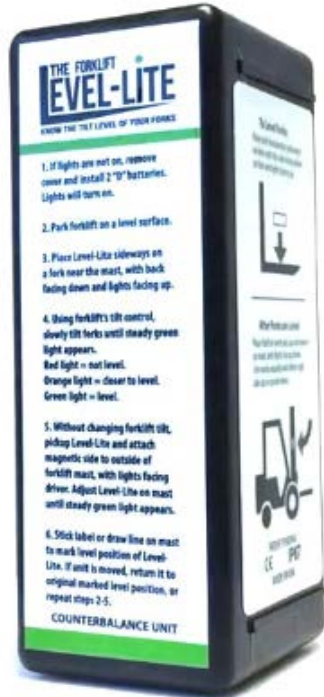 THE FORKLIFT
LEVEL-LITE
KNOW THE TILT LEVEL OF YOUR FORKS
1. If lights are not on, remove
cover and install 2 "D" batteries.
Lights will turn on.
2. Park forklift on a level surface.
3. Place Level-Lite sideways on
a fork near the mast, with back
facing down and lights facing up.
4. Using forklift's tilt control,
slowly tilt forks until steady green
light appears.
Red light = not level.
Orange light = closer to level.
Green light = level.
5. Without changing forklift tilt,
pickup Level-Lite and attach
magnetic side to outside of
forklift mast, with lights facing
driver. Adjust Level-Lite on mast
until steady green light appears.
6. Stick label or draw line on mast
to mark level position of Level-
Lite. If unit is moved, return it to
original marked level position, or
repeat steps 2-5.
COUNTERBALANCE UNIT
To Level Forks
CE IP67